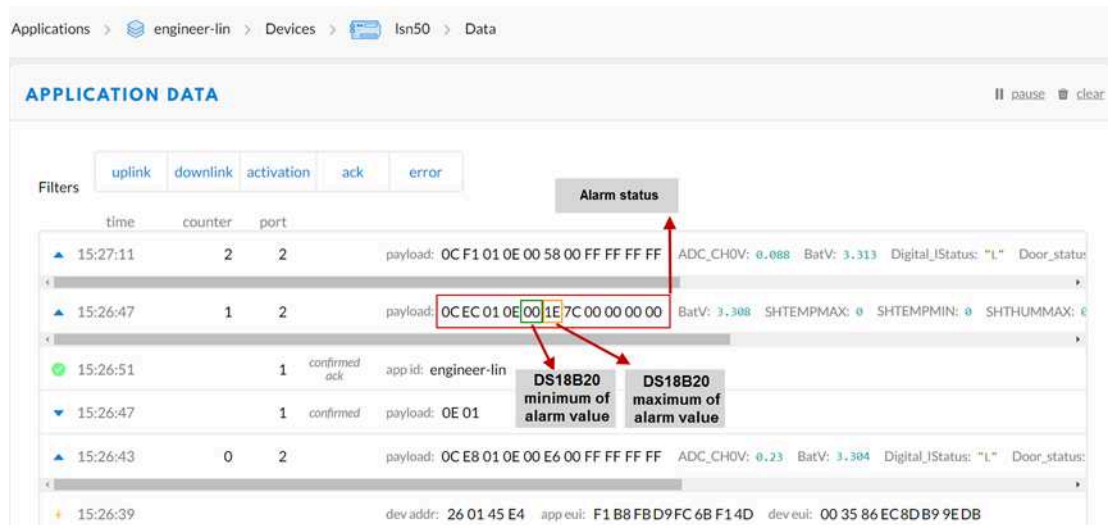 Applications > engineer-lin > Devices > lsn50 > Data
APPLICATION DATA
pause clear
Filters uplink downlink activation ack error
Alarm status
time counter port
15:27:11 2 2 payload: 0C F1 01 0E 00 58 00 FF FF FF FF ADC_CH0V: 0.088 BatV: 3.313 Digital_IStatus: "L" Door_status
15:26:47 1 2 payload: 0C EC 01 0E 00 1E 7C 00 00 00 00 BatV: 3.308 SHTEMPMAX: 0 SHTEMPMIN: 0 SHTHUMMAX:
15:26:51 1 confirmed ack app id: engineer-lin
DS18B20 minimum of alarm value
DS18B20 maximum of alarm value
15:26:47 1 confirmed payload: 0E 01
15:26:43 0 2 payload: 0C E8 01 0E 00 E6 00 FF FF FF FF ADC_CH0V: 0.23 BatV: 3.304 Digital_IStatus: "L" Door_status:
15:26:39 dev addr: 26 01 45 E4 app eui: F1 B8 FB D9 FC 6B F1 4D dev eui: 00 35 86 EC 8D B9 9E DB